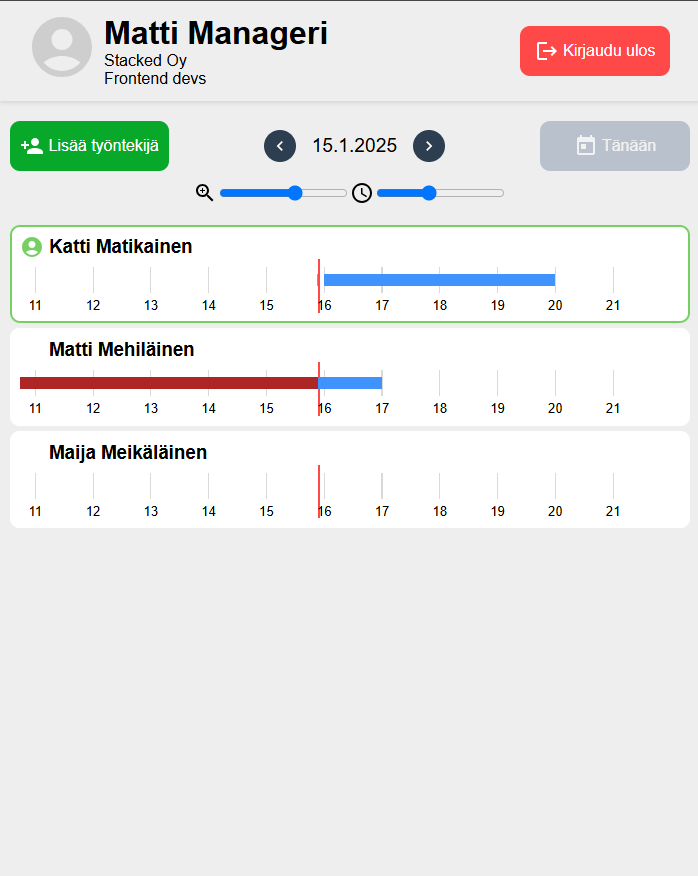 Matti Manageri
Stacked Oy
Frontend devs
Kirjaudu ulos
Lisää työntekijä
15.1.2025
Tänään
Katti Matikainen
11 12 13 14 15 16 17 18 19 20 21
Matti Mehiläinen
11 12 13 14 15 16 17 18 19 20 21
Maija Meikäläinen
11 12 13 14 15 16 17 18 19 20 21